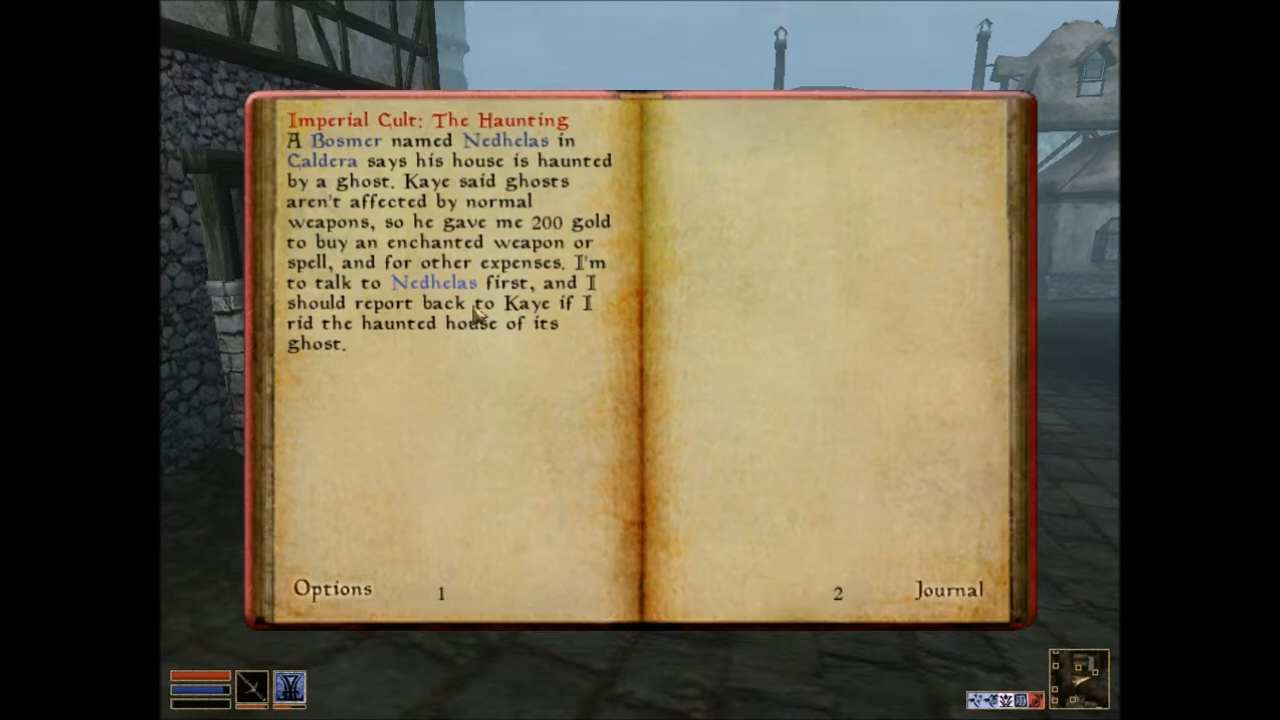 Imperial Cult: The Haunting
A Bosmer named Nedhelas in
Caldera says his house is haunted
by a ghost. Kaye said ghosts
aren't affected by normal
weapons, so he gave me 200 gold
to buy an enchanted weapon or
spell, and for other expenses. I'm
to talk to Nedhelas first, and I
should report back to Kaye if I
rid the haunted house of its
ghost.
Options
1
2
Journal